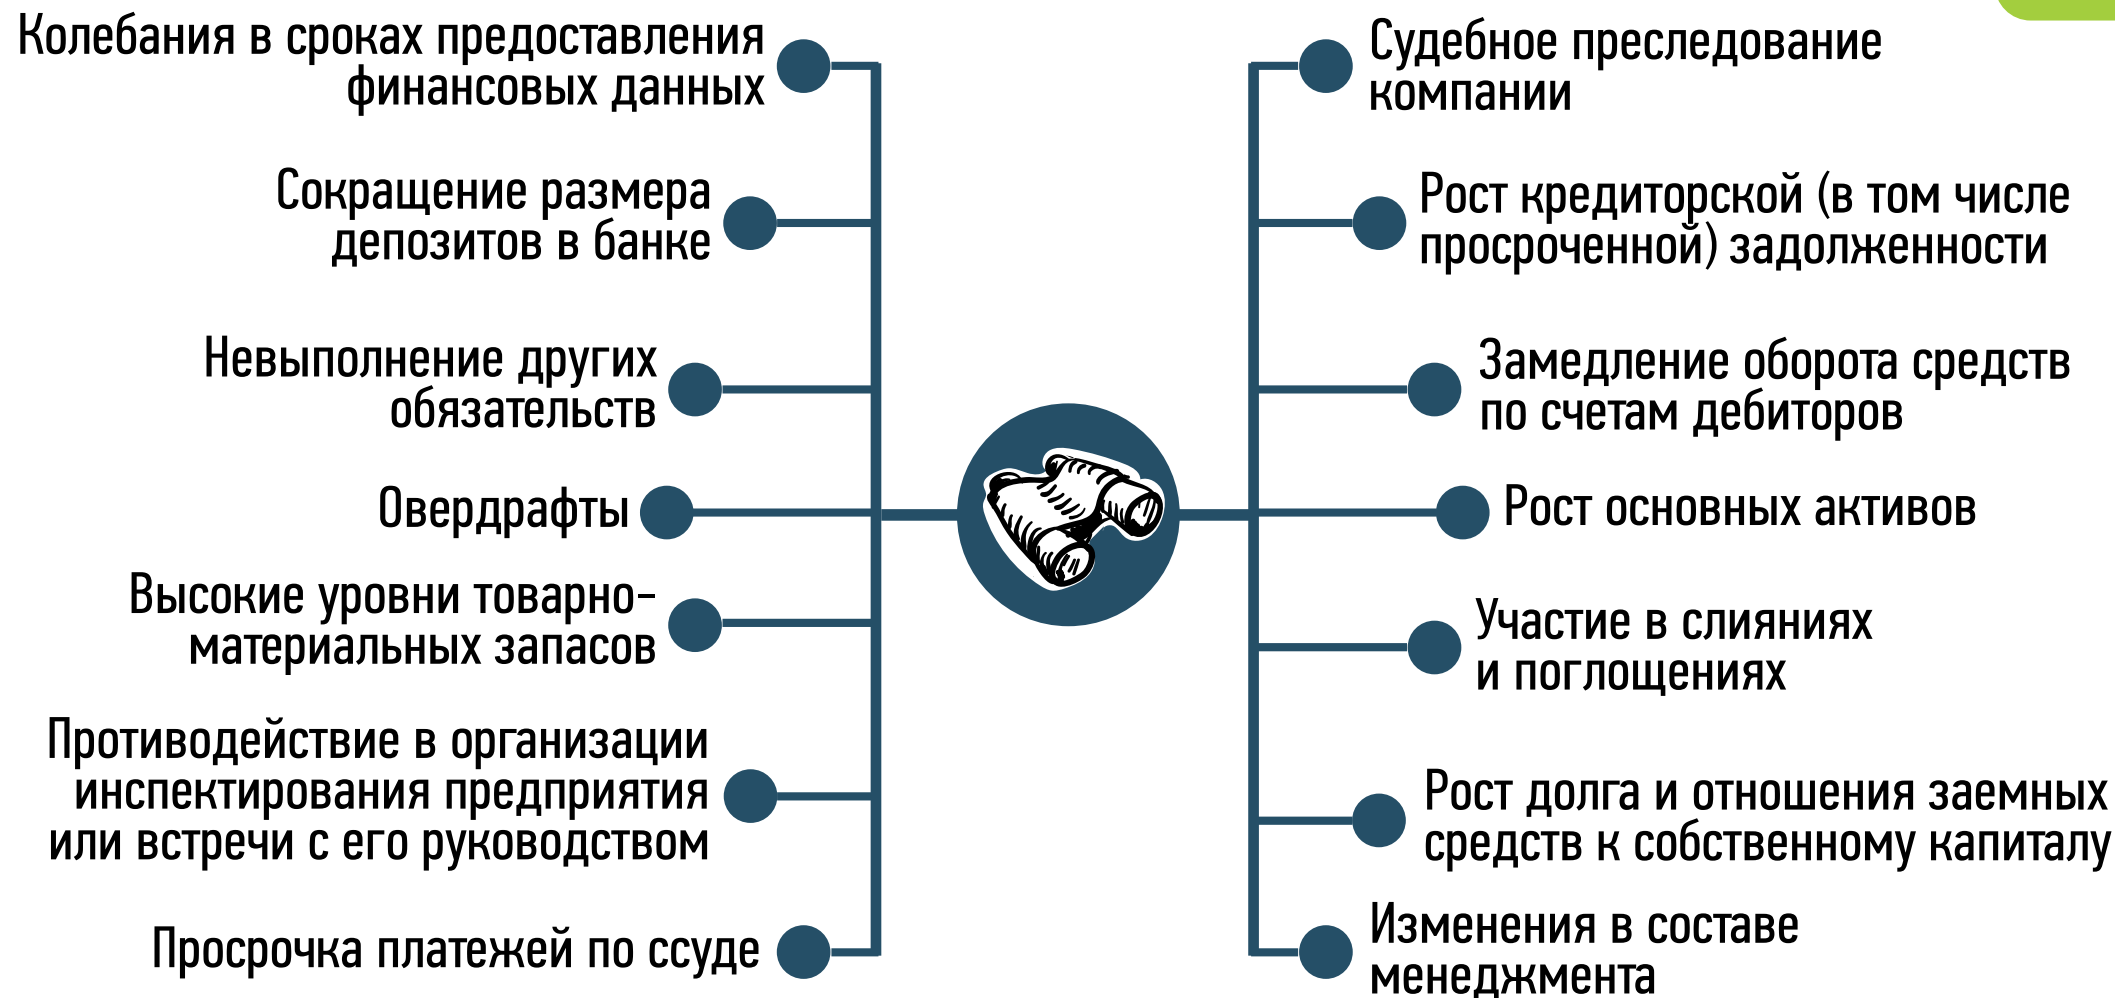 Колебания в сроках предоставления
финансовых данных
Сокращение размера
депозитов в банке
Невыполнение других
обязательств
Овердрафты
Высокие уровни товарно-
материальных запасов
Противодействие в организации
инспектирования предприятия
или встречи с его руководством
Просрочка платежей по ссуде
Судебное преследование
компании
Рост кредиторской (в том числе
просроченной) задолженности
Замедление оборота средств
по счетам дебиторов
Рост основных активов
Участие в слияниях
и поглощениях
Рост долга и отношения заемных
средств к собственному капиталу
Изменения в составе
менеджмента